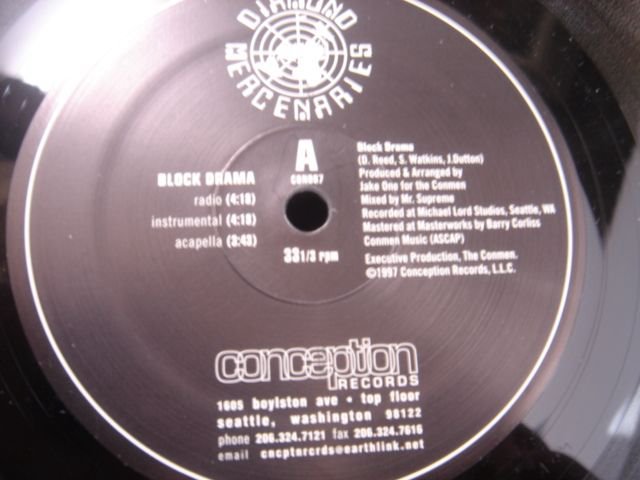 DIAMOND
MERCENARIES
A
CON007
BLOCK DRAMA
radio (4:18)
instrumental (4:18)
acapella (3:43)
33 1/3 rpm
Block Drama
(D. Reed, S. Watkins, J.Dutton)
Produced & Arranged by
Jake One for the Conmen
Mixed by Mr. Supreme
Recorded at Michael Lord Studios, Seattle, WA
Mastered at Masterworks by Barry Corliss
Conmen Music (ASCAP)
Executive Production, The Conmen.
©1997 Conception Records, L.L.C.
conception
RECORDS
1605 boylston ave • top floor
seattle, washington 98122
phone 206.324.7121 fax 206.324.7616
email cncptnrcrds@earthlink.net